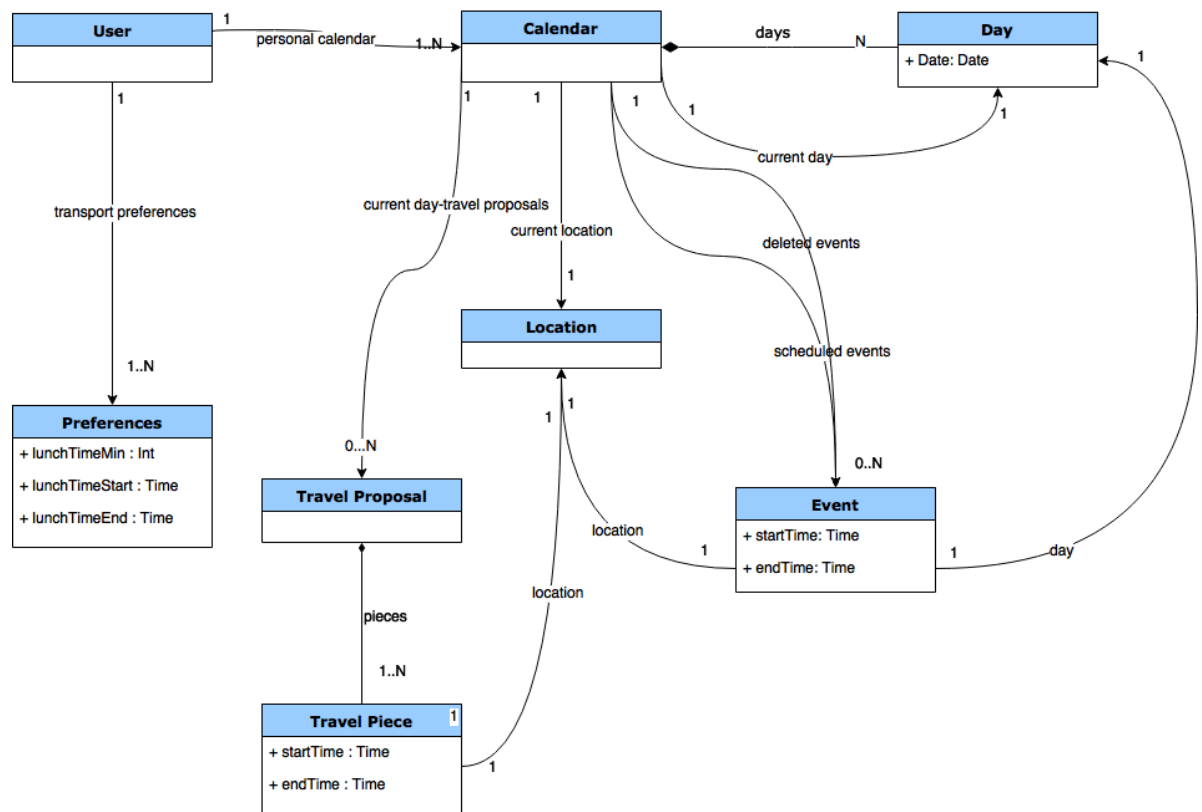 User
1
personal calendar
1..N
Calendar
days
N
Day
+ Date: Date
1
1
1
1
1
1
1
current day
transport preferences
current day-travel proposals
current location
deleted events
1
Location
scheduled events
1..N
Preferences
+ lunchTimeMin : Int
+ lunchTimeStart : Time
+ lunchTimeEnd : Time
1
1
0...N
0..N
Travel Proposal
Event
+ startTime: Time
+ endTime: Time
location
1
1
day
location
pieces
1..N
Travel Piece
1
+ startTime : Time
+ endTime : Time
1